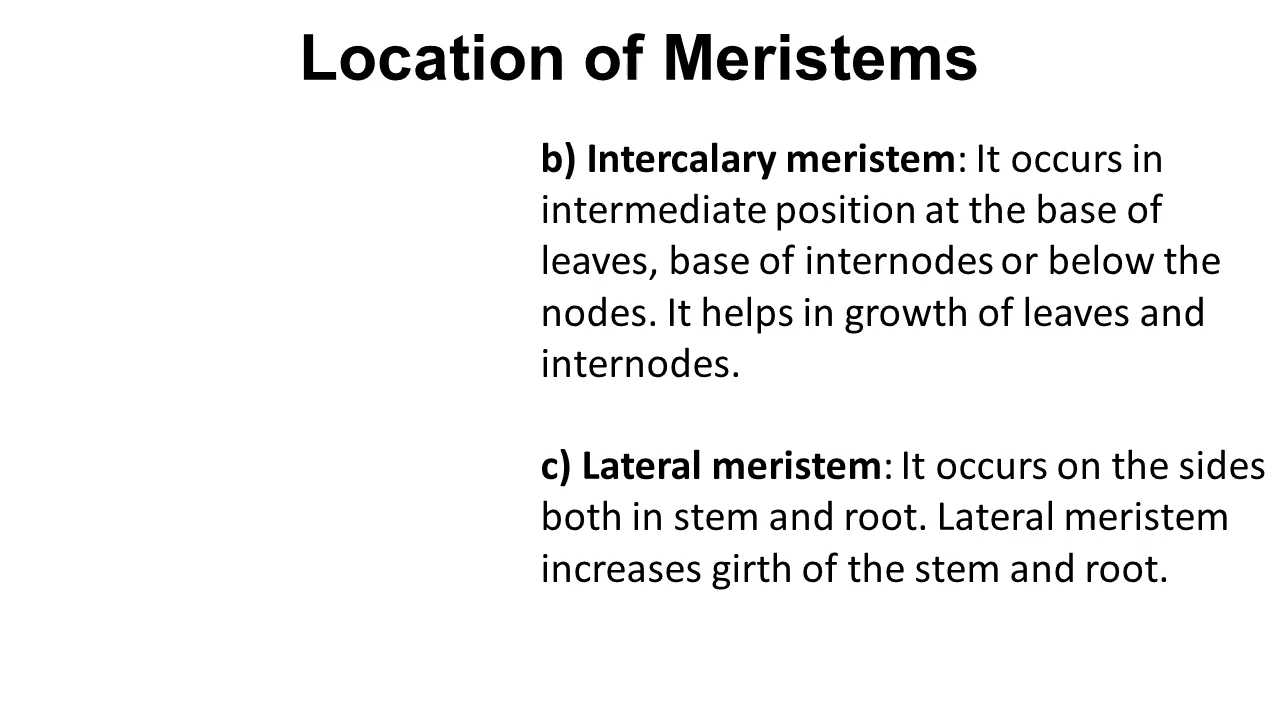 Location of Meristems
b) Intercalary meristem: It occurs in
intermediate position at the base of
leaves, base of internodes or below the
nodes. It helps in growth of leaves and
internodes.
c) Lateral meristem: It occurs on the sides
both in stem and root. Lateral meristem
increases girth of the stem and root.